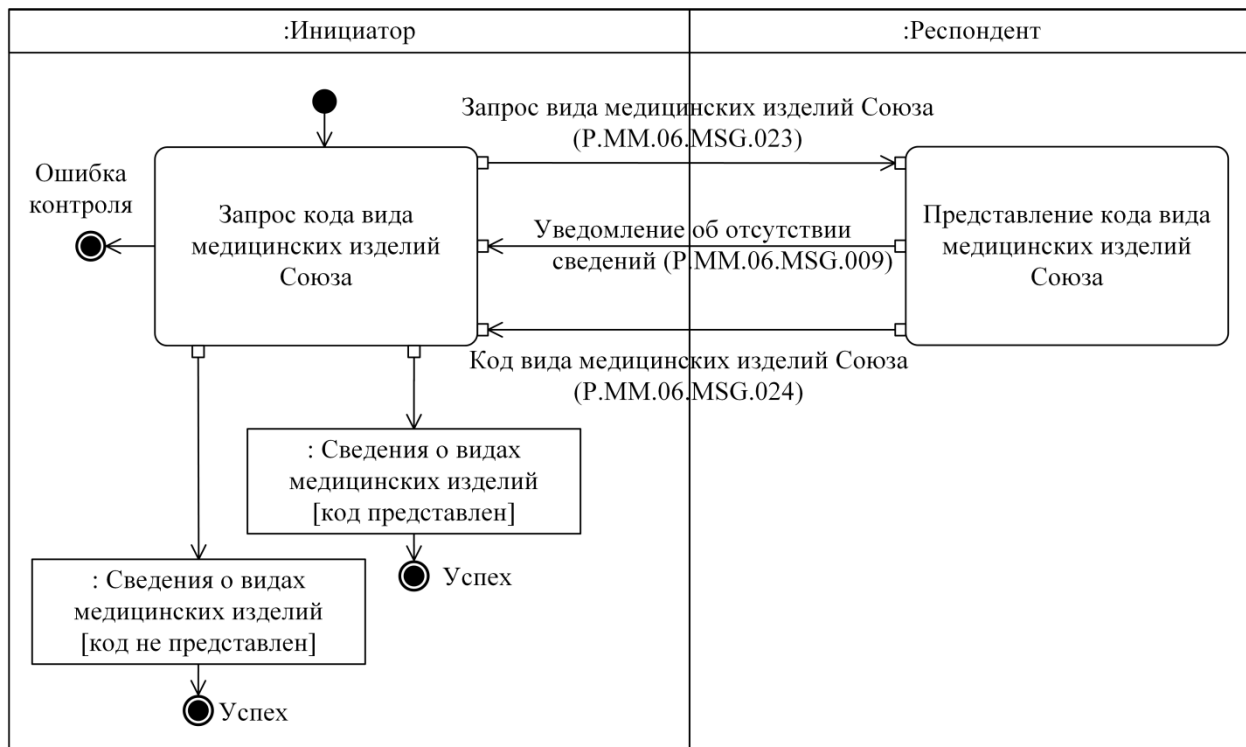 :Инициатор
:Респондент
Запрос вида медицинских изделий Союза
(P.MM.06.MSG.023)
Ошибка
контроля
Запрос кода вида
медицинских изделий
Союза
Уведомление об отсутствии
сведений (P.MM.06.MSG.009)
Представление кода вида
медицинских изделий
Союза
Код вида медицинских изделий Союза
(P.MM.06.MSG.024)
: Сведения о видах
медицинских изделий
[код представлен]
Успех
: Сведения о видах
медицинских изделий
[код не представлен]
Успех